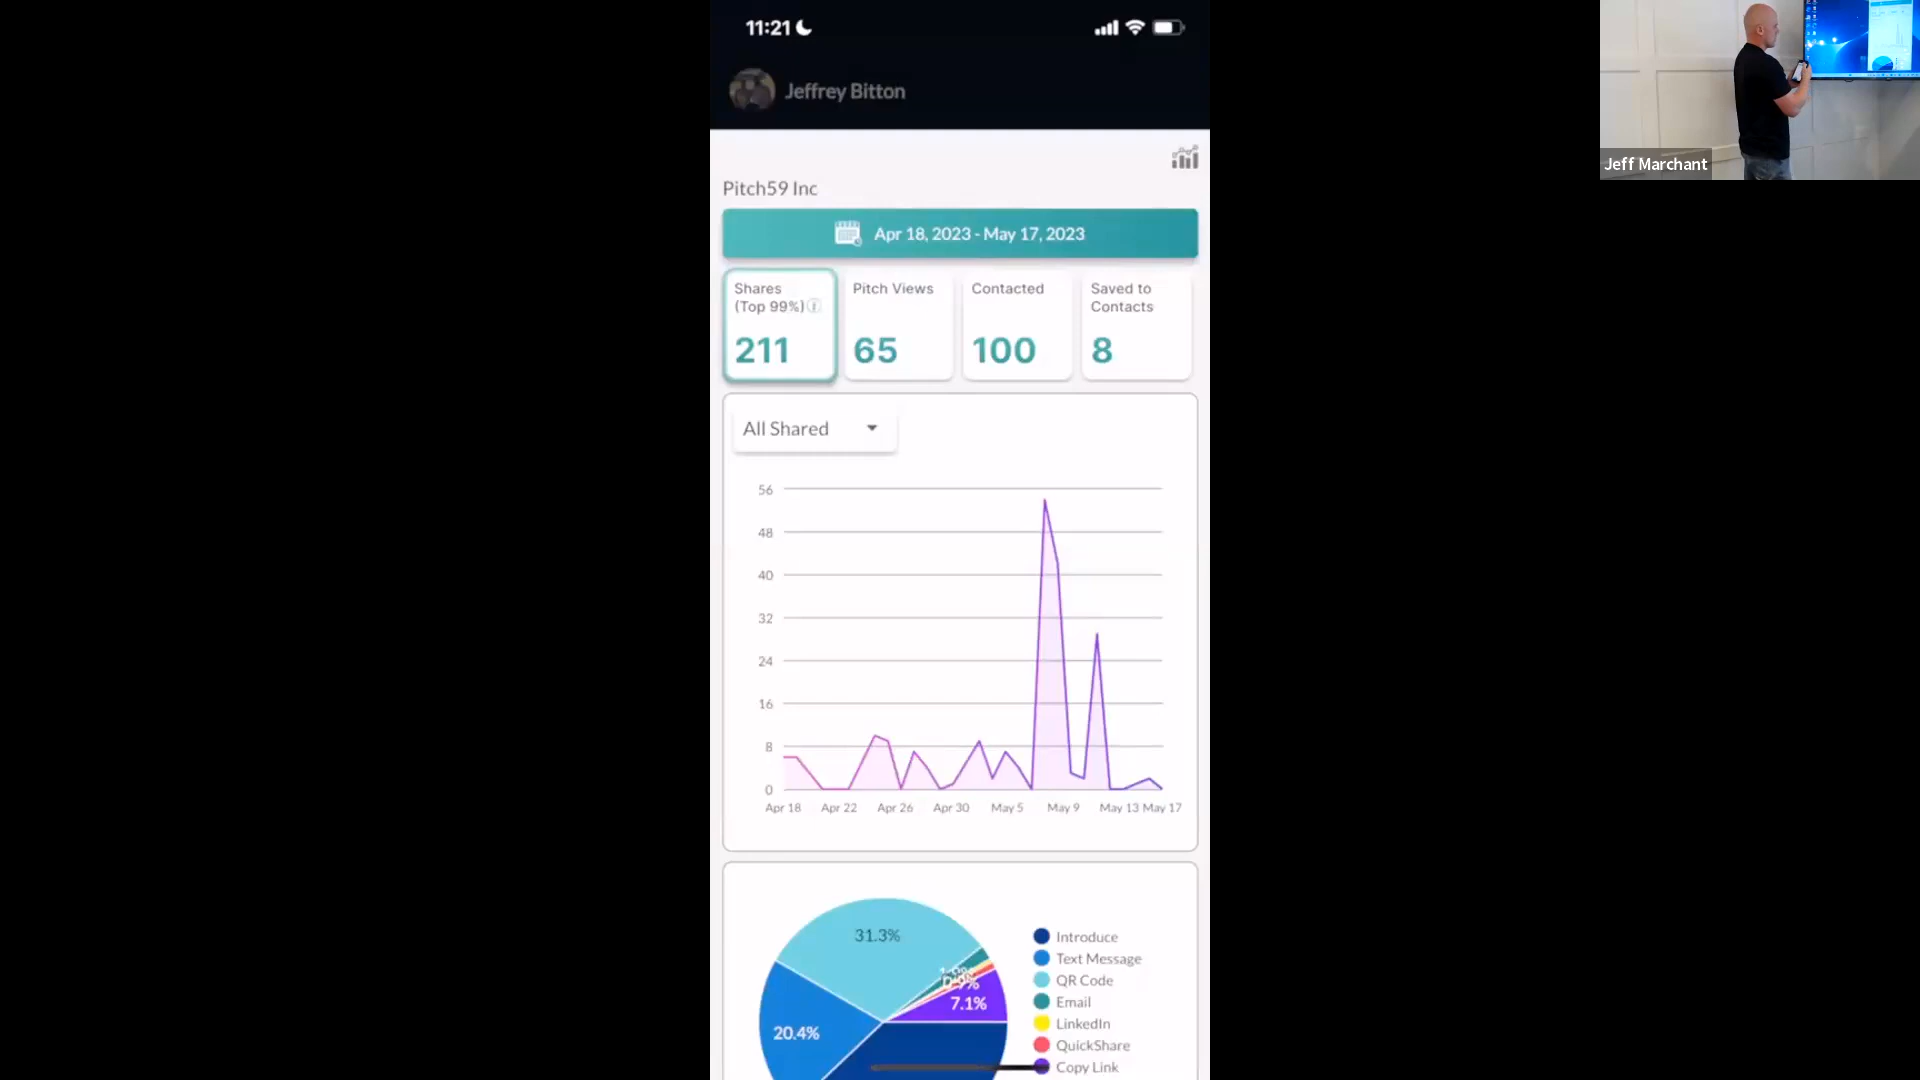 11:21
Jeffrey Bitton
Jeff Marchant
Pitch59 Inc
Apr 18, 2023 - May 17, 2023
Shares
(Top 99%)
211
Pitch Views
65
Contacted
100
Saved to
Contacts
8
All Shared
56
48
40
32
24
16
8
0
Apr 18 Apr 22 Apr 26 Apr 30 May 5 May 9 May 13 May 17
31.3%
7.1%
20.4%
Introduce
Text Message
QR Code
Email
LinkedIn
QuickShare
Copy Link